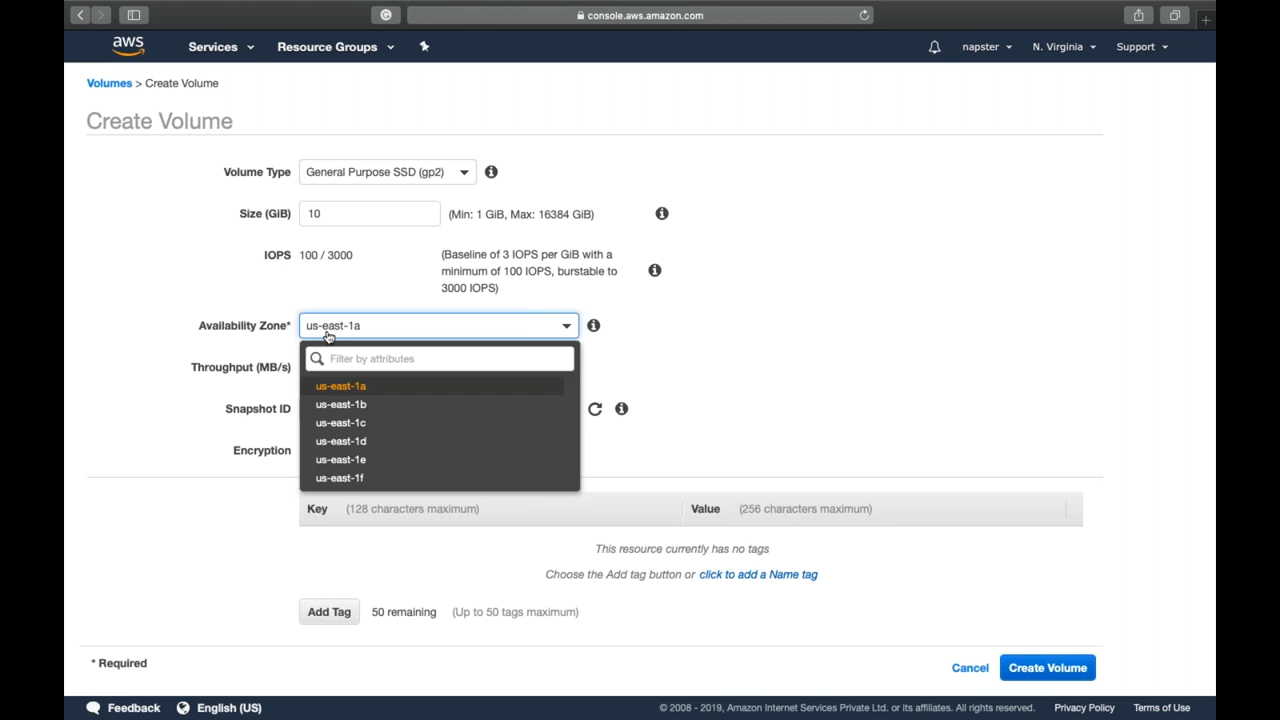 console.aws.amazon.com
aws Services Resource Groups napster N. Virginia Support
Volumes > Create Volume
Create Volume
Volume Type General Purpose SSD (gp2)
Size (GiB) 10 (Min: 1 GiB, Max: 16384 GiB)
IOPS 100 / 3000 (Baseline of 3 IOPS per GiB with a
minimum of 100 IOPS, burstable to
3000 IOPS)
Availability Zone* us-east-1a
Filter by attributes
Throughput (MB/s)
us-east-1a
us-east-1b
Snapshot ID
us-east-1c
us-east-1d
Encryption
us-east-1e
us-east-1f
Key (128 characters maximum) Value (256 characters maximum)
This resource currently has no tags
Choose the Add tag button or click to add a Name tag
Add Tag 50 remaining (Up to 50 tags maximum)
* Required
Cancel Create Volume
Feedback English (US) © 2008 - 2019, Amazon Internet Services Private Ltd. or its affiliates. All rights reserved. Privacy Policy Terms of Use